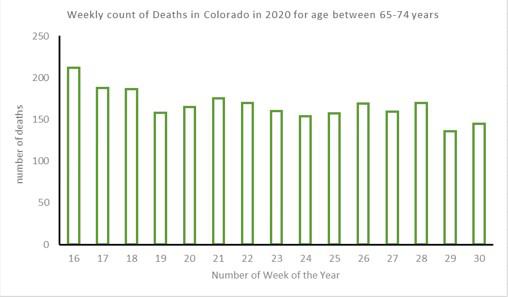 Weekly count of Deaths in Colorado in 2020 for age between 65-74 years
250
200
150
100
50
0
number of deaths
16 17 18 19 20 21 22 23 24 25 26 27 28 29 30
Number of Week of the Year